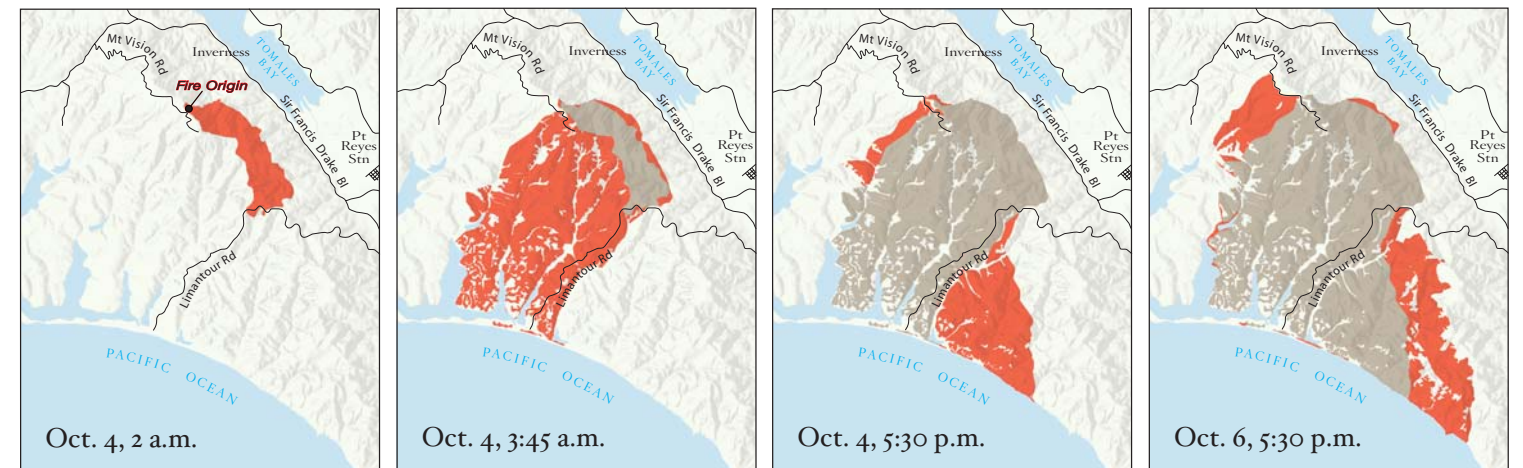 Mt Vision Rd
Inverness
TOMALES
BAY
Fire Origin
Sir Francis Drake Bl
Pt
Reyes
Stn
Limantour Rd
PACIFIC OCEAN
Oct. 4, 2 a.m.
Mt Vision Rd
Inverness
TOMALES
BAY
Sir Francis Drake Bl
Pt
Reyes
Stn
Limantour Rd
PACIFIC OCEAN
Oct. 4, 3:45 a.m.
Mt Vision Rd
Inverness
TOMALES
BAY
Sir Francis Drake Bl
Pt
Reyes
Stn
Limantour Rd
PACIFIC OCEAN
Oct. 4, 5:30 p.m.
Mt Vision Rd
Inverness
TOMALES
BAY
Sir Francis Drake Bl
Pt
Reyes
Stn
Limantour Rd
PACIFIC OCEAN
Oct. 6, 5:30 p.m.